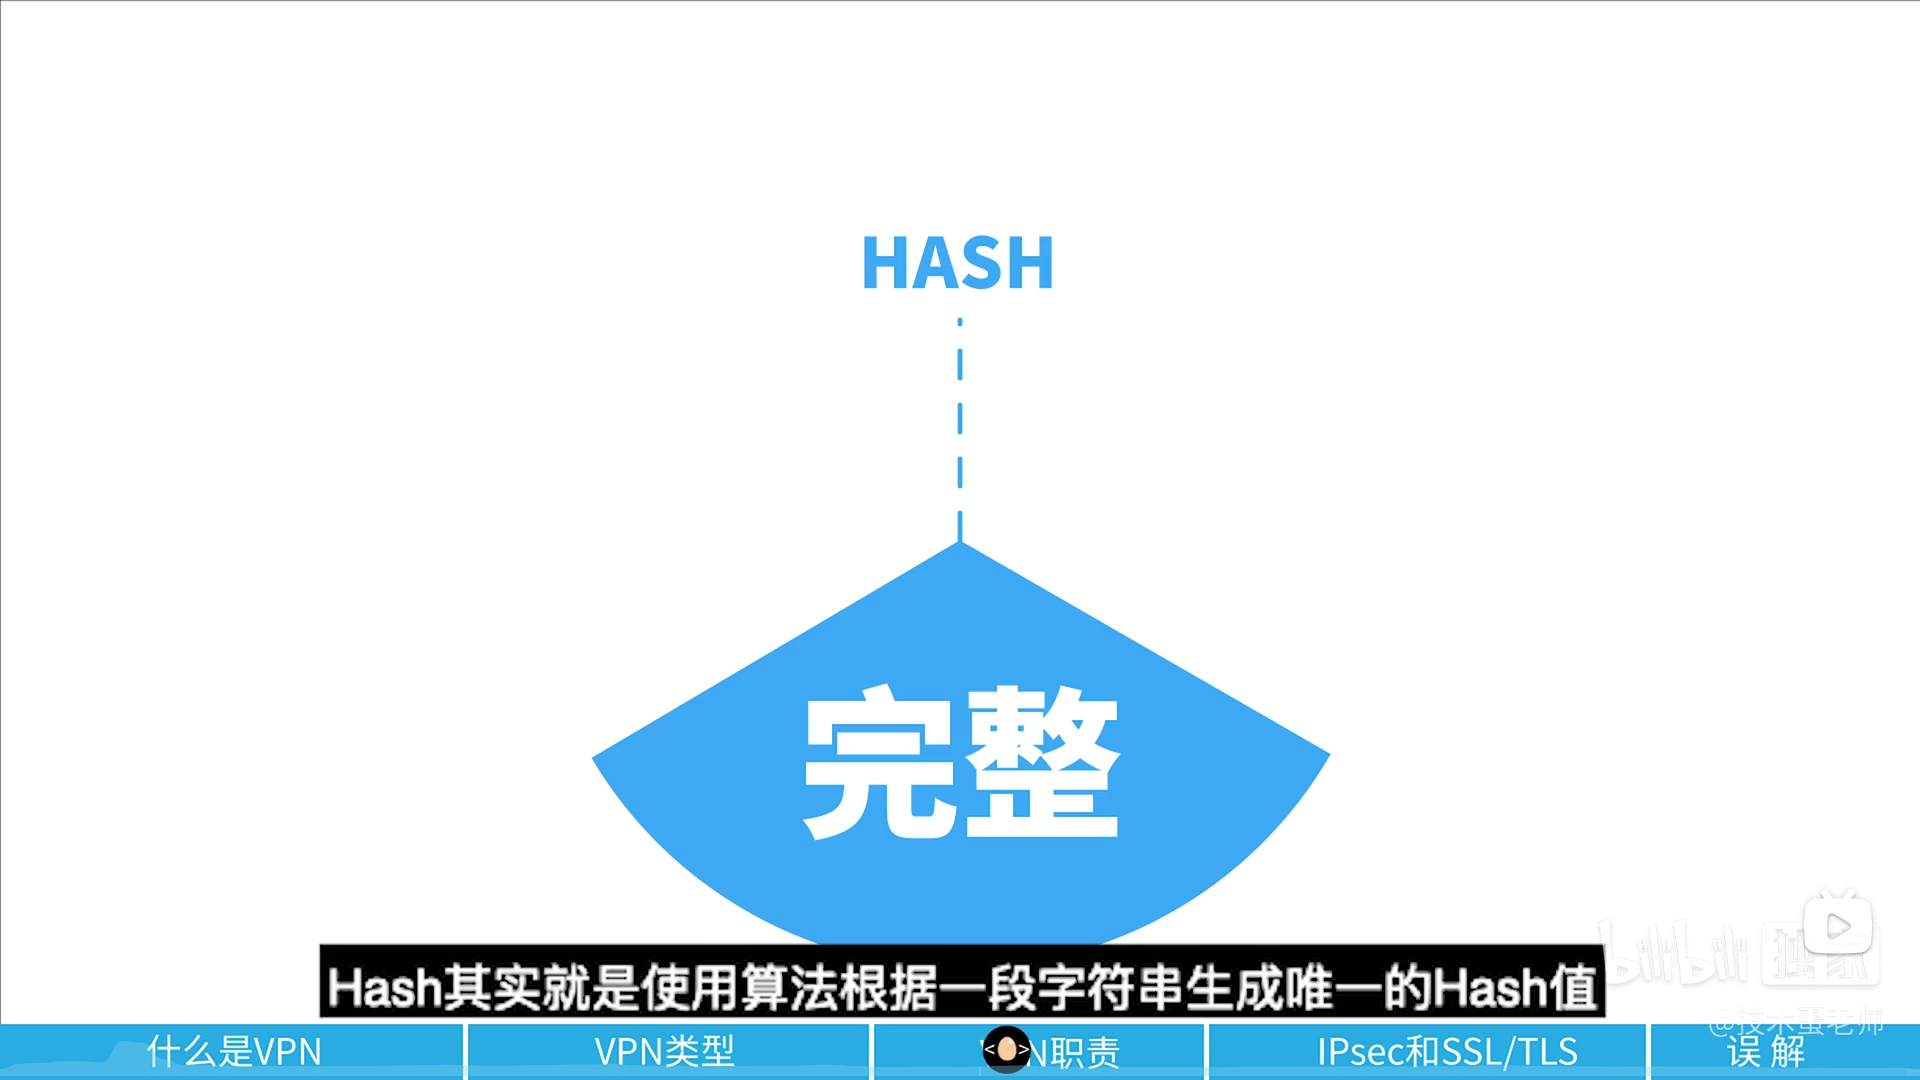 HASH
完整
Hash其实就是使用算法根据一段字符串生成唯一的Hash值
bilibili 独家
@技术蛋老师
什么是VPN
VPN类型
<>N职责
IPsec和SSL/TLS
误 解